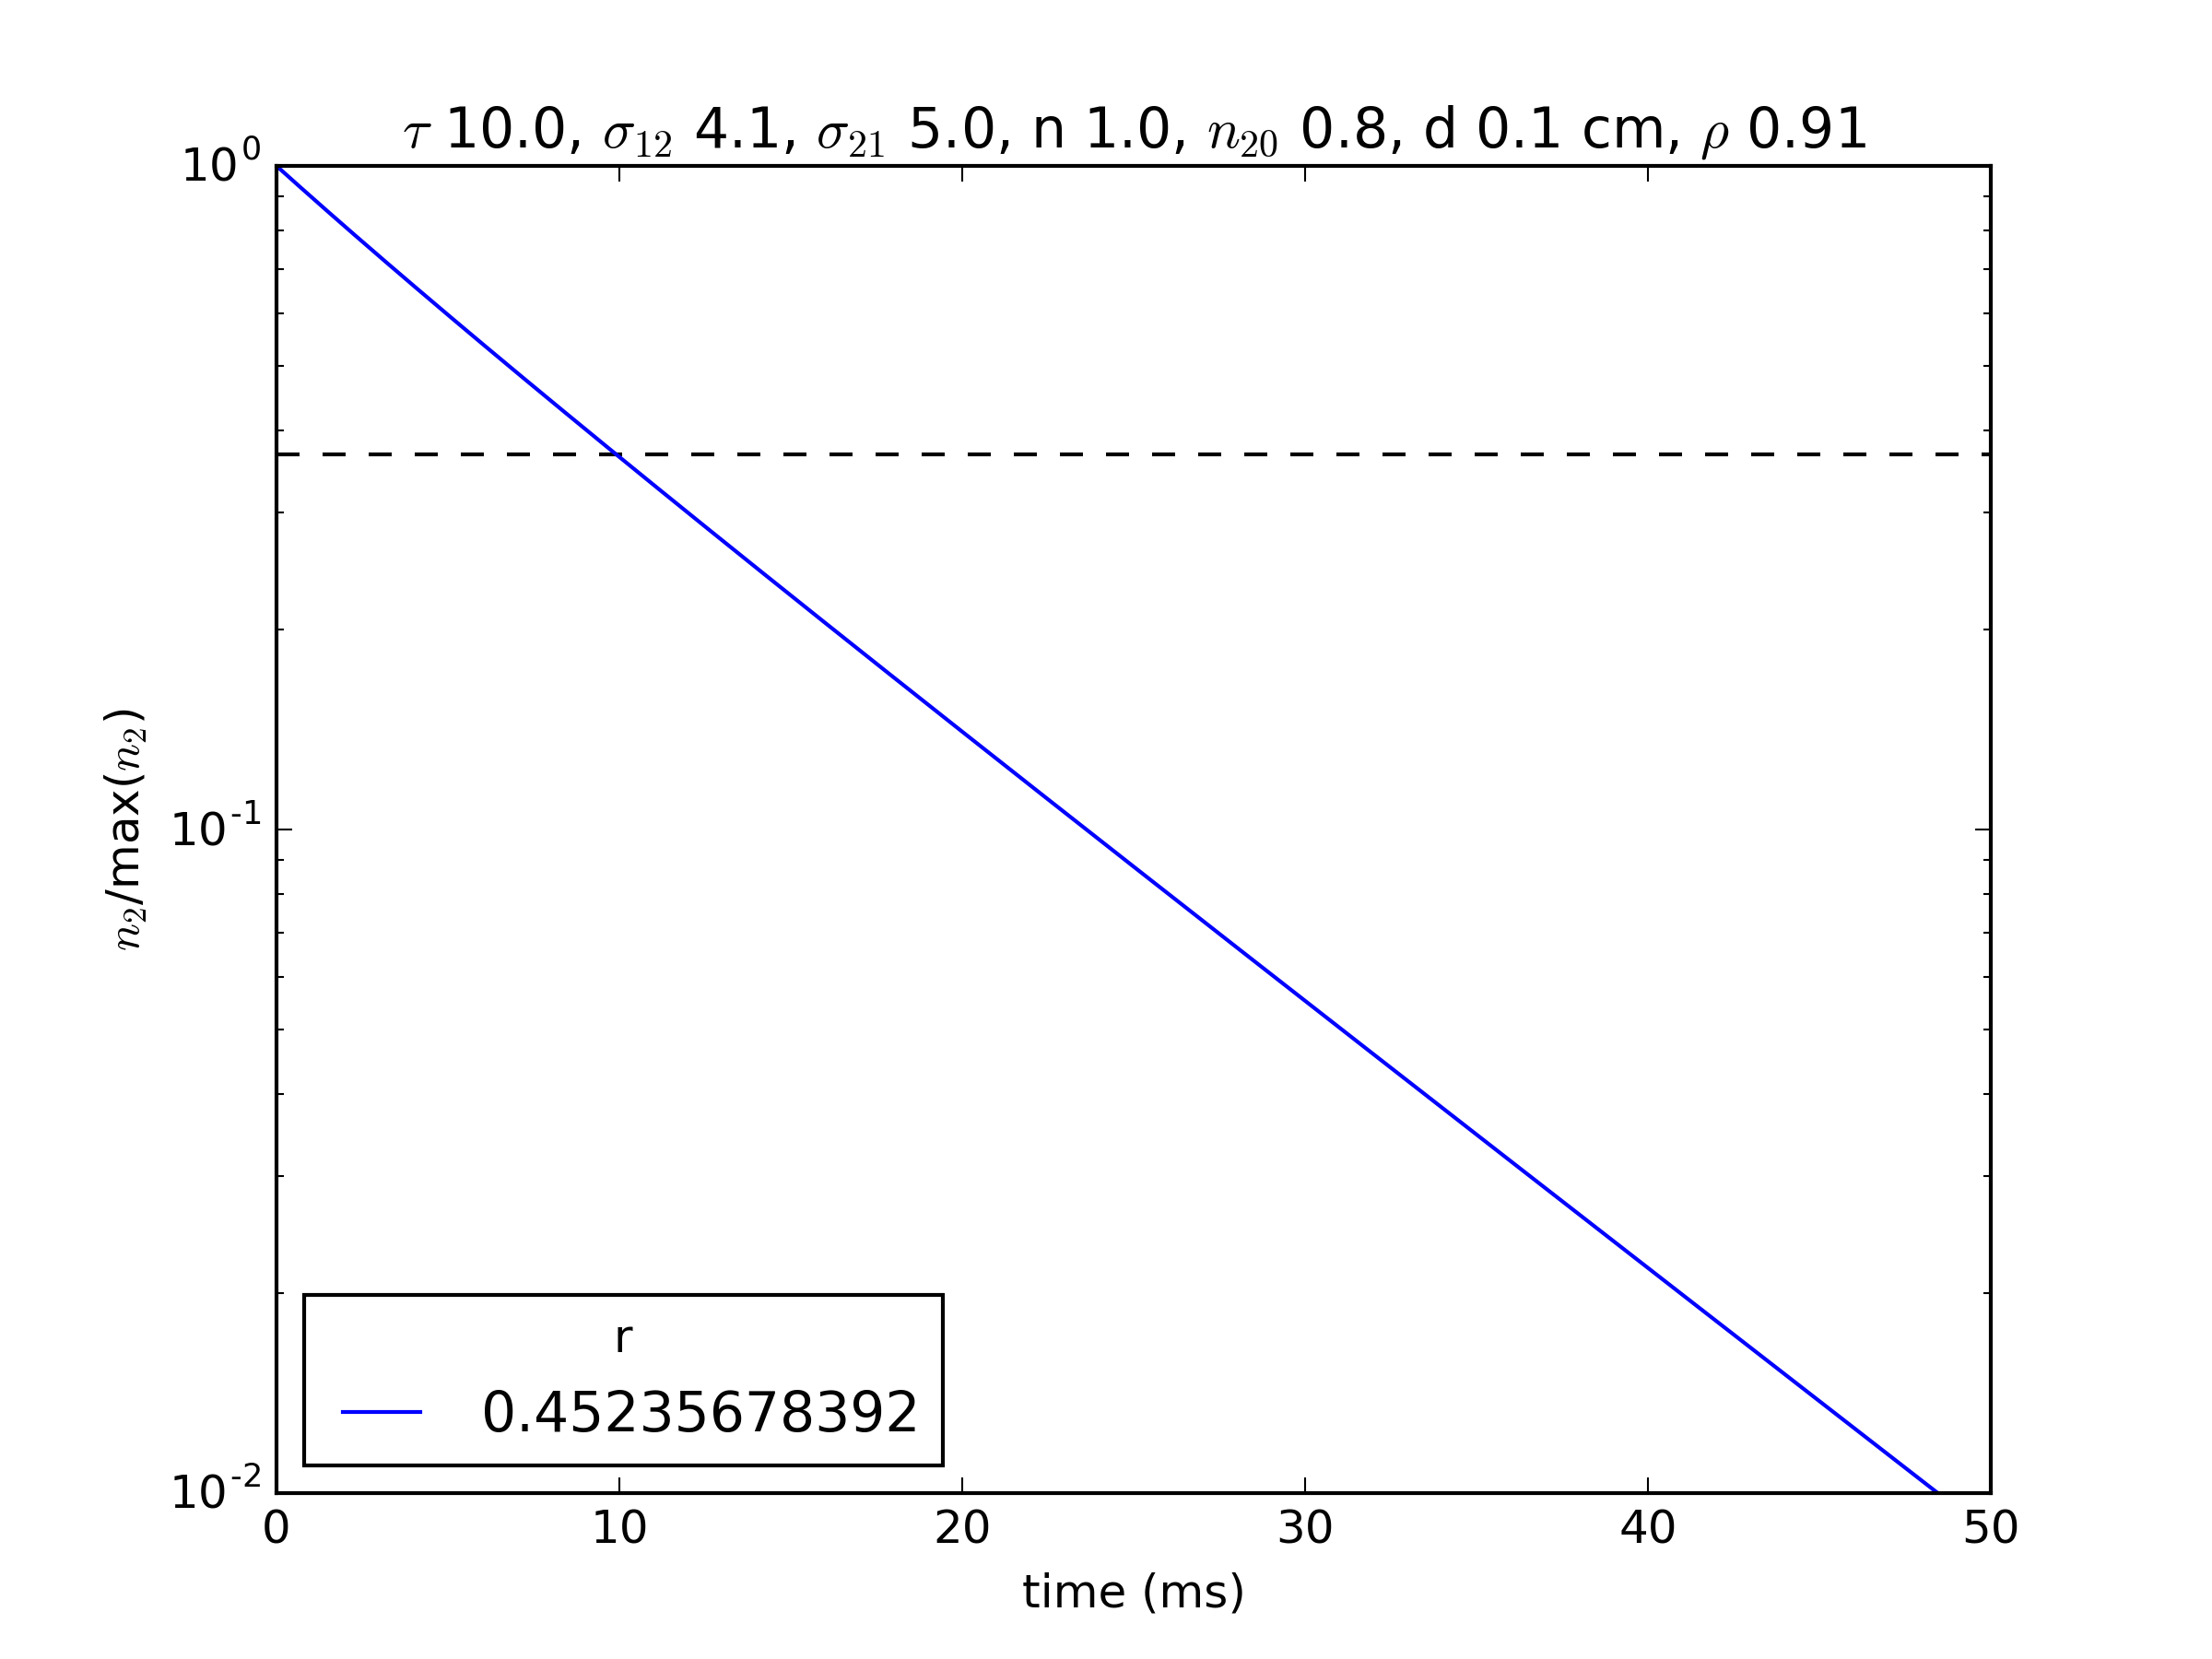 τ 10.0, σ₁₂ 4.1, σ₂₁ 5.0, n 1.0, n₂₀ 0.8, d 0.1 cm, ρ 0.91
10⁰
10⁻¹
10⁻²
n₂/max(n₂)
r
0.45235678392
0 10 20 30 40 50
time (ms)